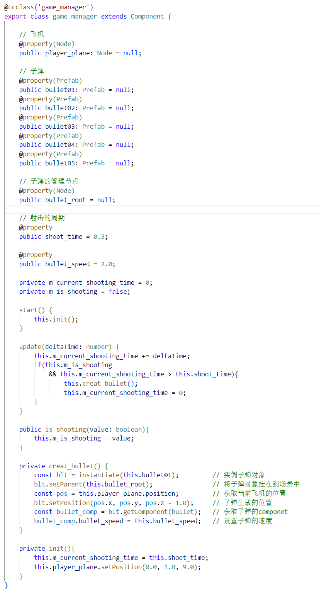 @ccclass('game_manager')
export class game_manager extends Component {
// 飞机
@property(Node)
public player_plane: Node = null;
// 子弹
@property(Prefab)
public bullet01: Prefab = null;
@property(Prefab)
public bullet02: Prefab = null;
@property(Prefab)
public bullet03: Prefab = null;
@property(Prefab)
public bullet04: Prefab = null;
@property(Prefab)
public bullet05: Prefab = null;
// 子弹的管理节点
@property(Node)
public bullet_root = null;
// 射击的周期
@property
public shoot_time = 0.3;
@property
public bullet_speed = 2.0;
private m_current_shooting_time = 0;
private m_is_shooting = false;
start() {
this.init();
}
update(deltaTime: number) {
this.m_current_shooting_time += deltaTime;
if(this.m_is_shooting
&& this.m_current_shooting_time > this.shoot_time){
this.creat_bullet();
this.m_current_shooting_time = 0;
}
}
public is_shooting(value: boolean){
this.m_is_shooting = value;
}
private creat_bullet() {
const blt = instantiate(this.bullet01); // 实例子弹对象
blt.setParent(this.bullet_root); // 将子弹对象挂在到场景中
const pos = this.player_plane.position; // 获取当前飞机的位置
blt.setPosition(pos.x, pos.y, pos.z - 1.0); // 子弹生成的位置
const bullet_comp = blt.getComponent(bullet); // 获取子弹的componet
bullet_comp.bullet_speed = this.bullet_speed; // 设置子弹的速度
}
private init(){
this.m_current_shooting_time = this.shoot_time;
this.player_plane.setPosition(0.0, 1.0, 9.0);
}
}